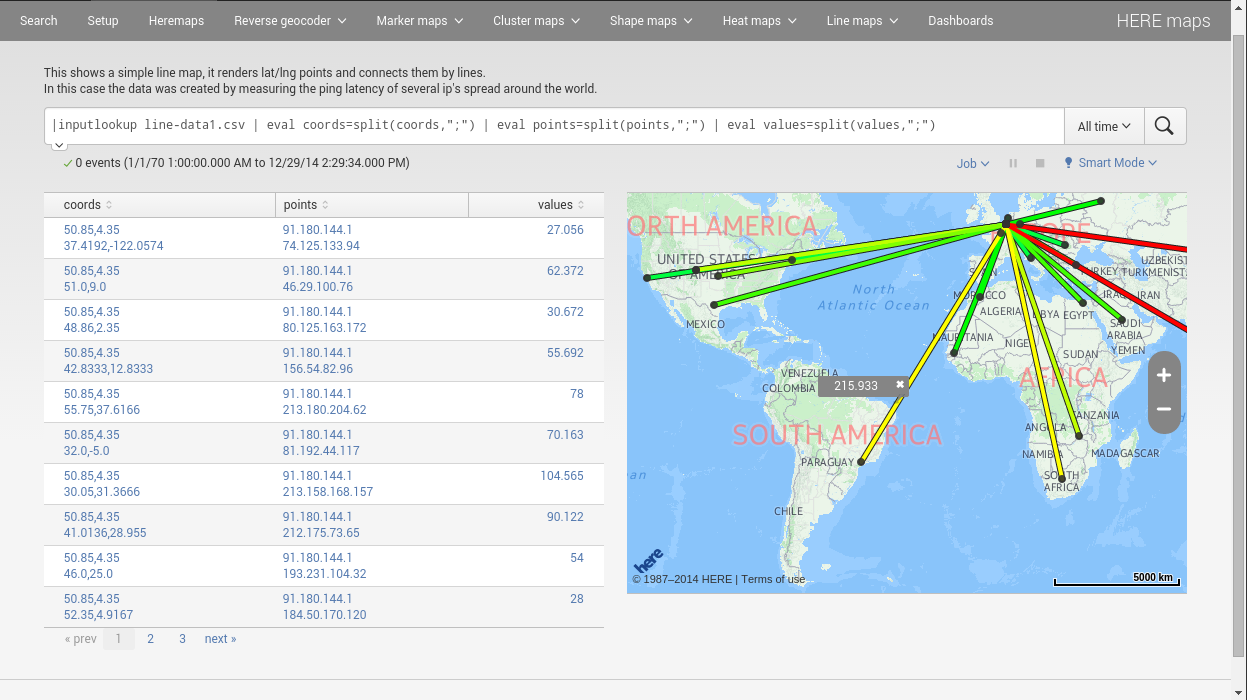 Search Setup Heremaps Reverse geocoder Marker maps Cluster maps Shape maps Heat maps Line maps Dashboards HERE maps
This shows a simple line map, it renders lat/lng points and connects them by lines.
In this case the data was created by measuring the ping latency of several ip's spread around the world.
|inputlookup line-data1.csv | eval coords=split(coords,";") | eval points=split(points,";") | eval values=split(values,";")
All time
0 events (1/1/70 1:00:00.000 AM to 12/29/14 2:29:34.000 PM)
Job Smart Mode
coords points values
50.85,4.35 91.180.144.1 27.056
37.4192,-122.0574 74.125.133.94
50.85,4.35 91.180.144.1 62.372
51.0,9.0 46.29.100.76
50.85,4.35 91.180.144.1 30.672
48.86,2.35 80.125.163.172
50.85,4.35 91.180.144.1 55.692
42.8333,12.8333 156.54.82.96
50.85,4.35 91.180.144.1 78
55.75,37.6166 213.180.204.62
50.85,4.35 91.180.144.1 70.163
32.0,-5.0 81.192.44.117
50.85,4.35 91.180.144.1 104.565
30.05,31.3666 213.158.168.157
50.85,4.35 91.180.144.1 90.122
41.0136,28.955 212.175.73.65
50.85,4.35 91.180.144.1 54
46.0,25.0 193.231.104.32
50.85,4.35 91.180.144.1 28
52.35,4.9167 184.50.170.120
« prev 1 2 3 next »
ORTH AMERICA
UNITED STATES
OF AMERICA
UZBEKIST
TURKEY TURKMENIST
North
Atlantic Ocean
MOROCCO
IRAQ IRAN
ALGERIA LIBYA EGYPT
MEXICO
SAUDI
ARABIA
MAURITANIA
NIGE
YEMEN
SUDAN
VENEZUELA
COLOMBIA
AFRICA
215.933
TANZANIA
ANGOLA
SOUTH AMERICA
MADAGASCAR
NAMIB
PARAGUAY
an
SOUTH
AFRICA
CHILE
here
© 1987–2014 HERE | Terms of use
5000 km